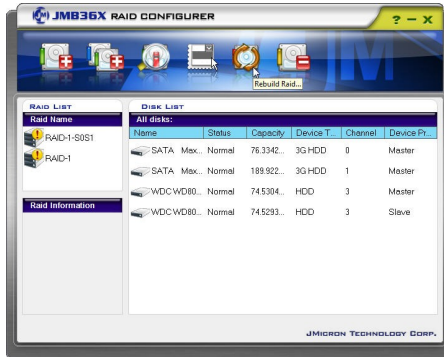 JMB36X RAID CONFIGURER
? – X
Rebuild Raid...
RAID LIST
Raid Name
RAID-1-S0S1
RAID-1
Raid Information
DISK LIST
All disks:
Name Status Capacity Device T... Channel Device Pr...
SATA Max... Normal 76.3342... 3G HDD 0 Master
SATA Max... Normal 189.922... 3G HDD 1 Master
WDC WD80... Normal 74.5304... HDD 3 Master
WDC WD80... Normal 74.5293... HDD 3 Slave
JMICRON TECHNOLOGY CORP.